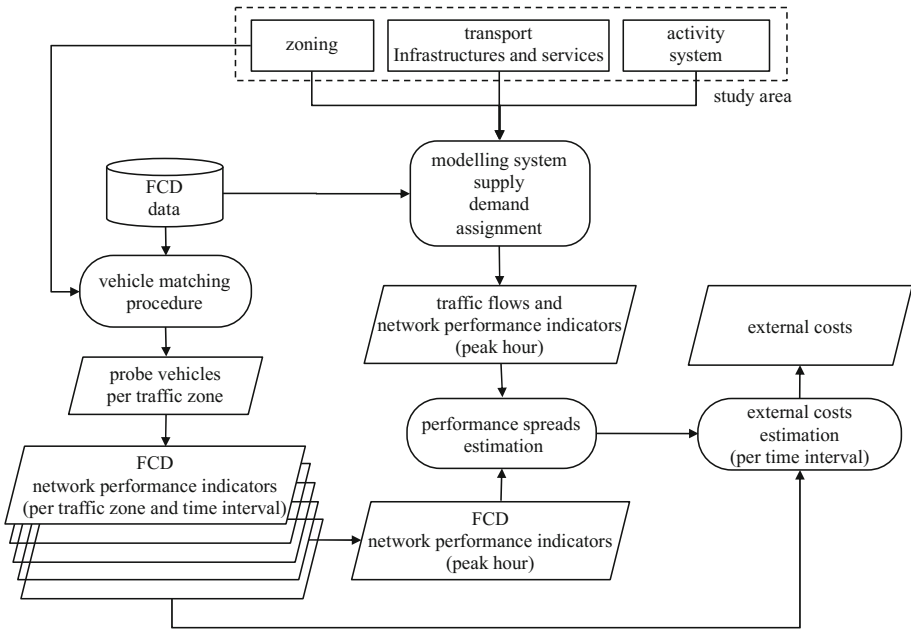 zoning
transport
Infrastructures and services
activity
system
study area
modelling system
supply
demand
assignment
FCD
data
vehicle matching
procedure
traffic flows and
network performance indicators
(peak hour)
external costs
probe vehicles
per traffic zone
performance spreads
estimation
external costs
estimation
(per time interval)
FCD
network performance indicators
(per traffic zone and time interval)
FCD
network performance indicators
(peak hour)